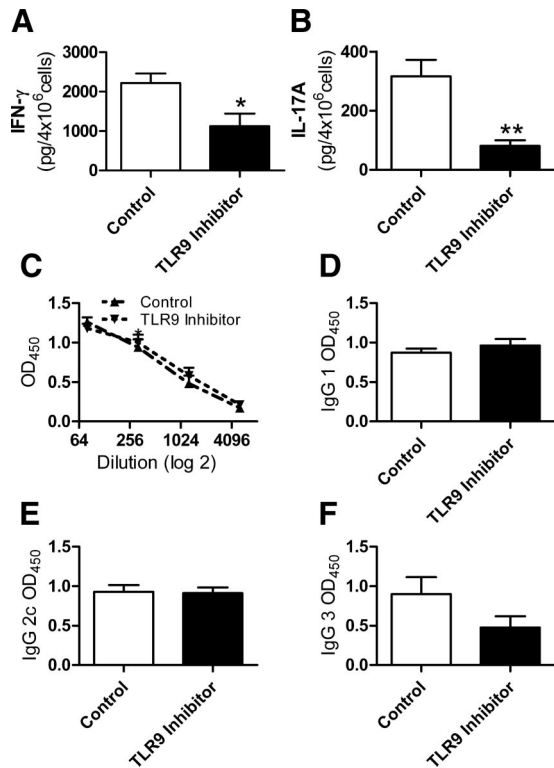 A
IFN-γ
(pg/4x10⁶cells)
3000
2000
1000
0
*
Control
TLR9 Inhibitor
B
IL-17A
(pg/4x10⁶cells)
400
200
0
**
Control
TLR9 Inhibitor
C
OD₄₅₀
1.5
1.0
0.5
0.0
Control
TLR9 Inhibitor
*
64 256 1024 4096
Dilution (log 2)
D
IgG 1 OD₄₅₀
1.5
1.0
0.5
0.0
Control
TLR9 Inhibitor
E
IgG 2c OD₄₅₀
1.5
1.0
0.5
0.0
Control
TLR9 Inhibitor
F
IgG 3 OD₄₅₀
1.5
1.0
0.5
0.0
Control
TLR9 Inhibitor